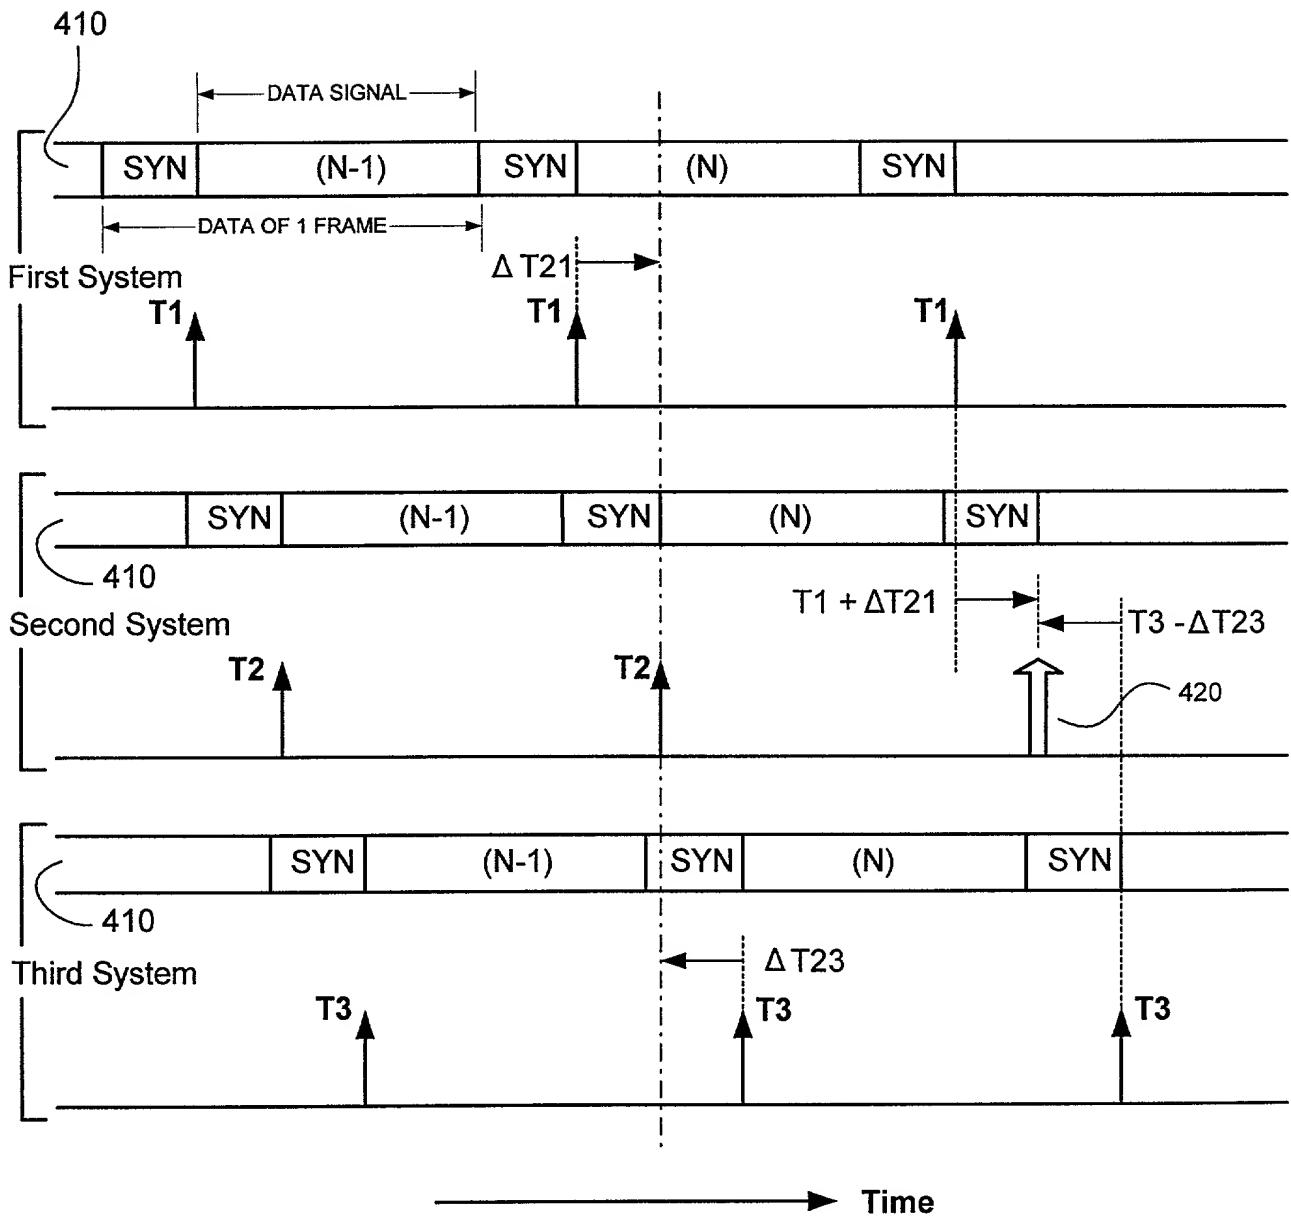 410
DATA SIGNAL
SYN (N-1) SYN (N) SYN
DATA OF 1 FRAME
Δ T21
First System
T1 T1 T1
SYN (N-1) SYN (N) SYN
410
T1 + ΔT21
Second System
T3 - ΔT23
T2 T2
420
SYN (N-1) SYN (N) SYN
410
Δ T23
Third System
T3 T3 T3
Time